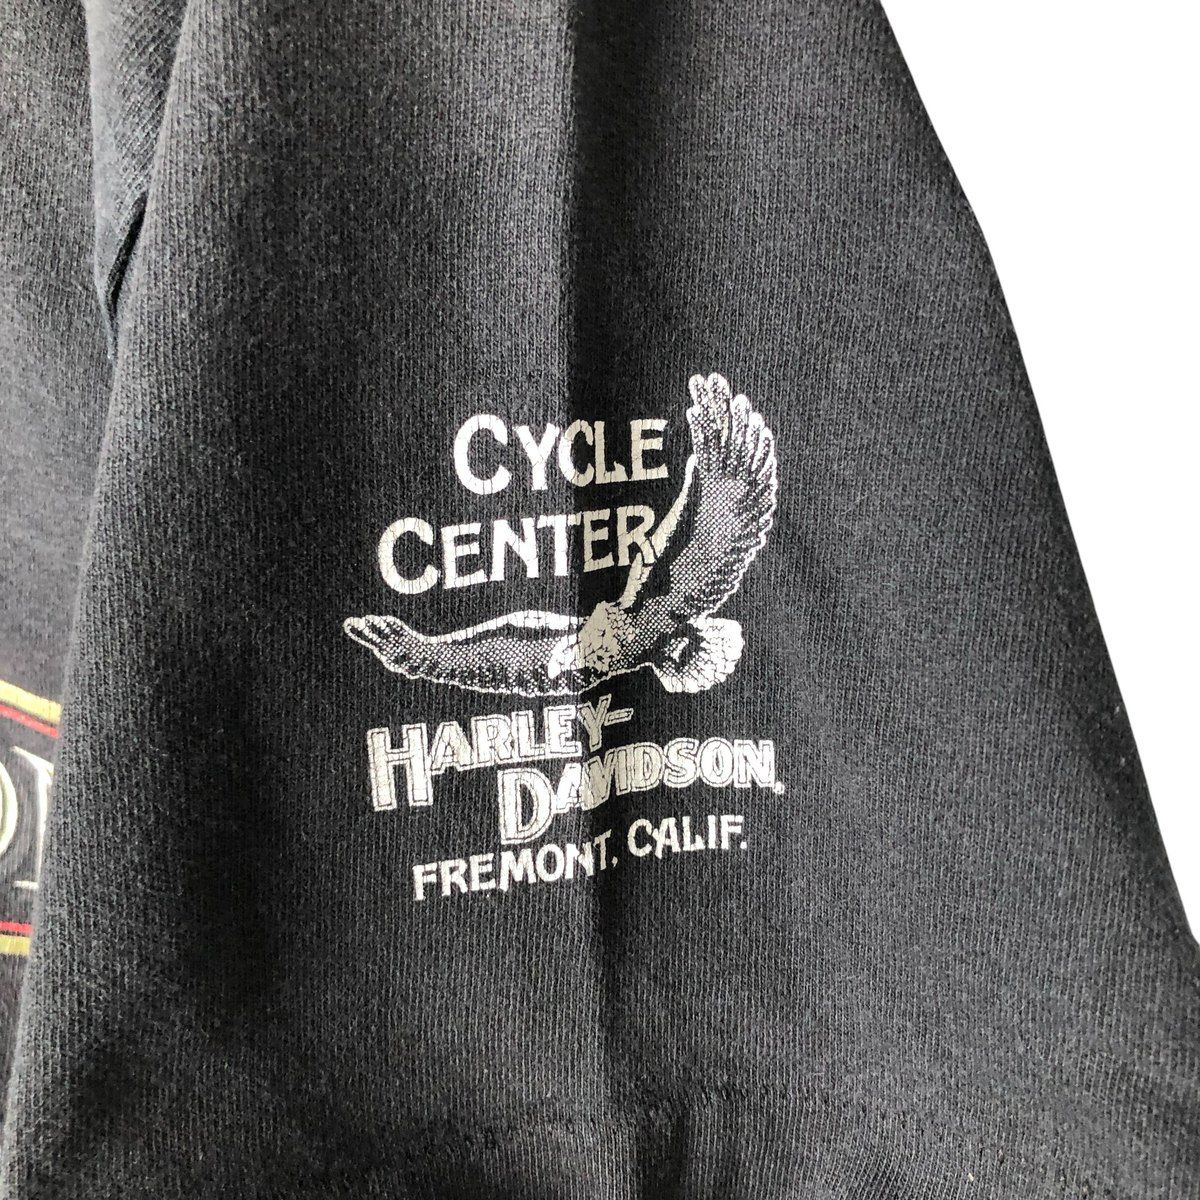 CYCLE
CENTER
HARLEY-
DAVIDSON,
FREMONT, CALIF.